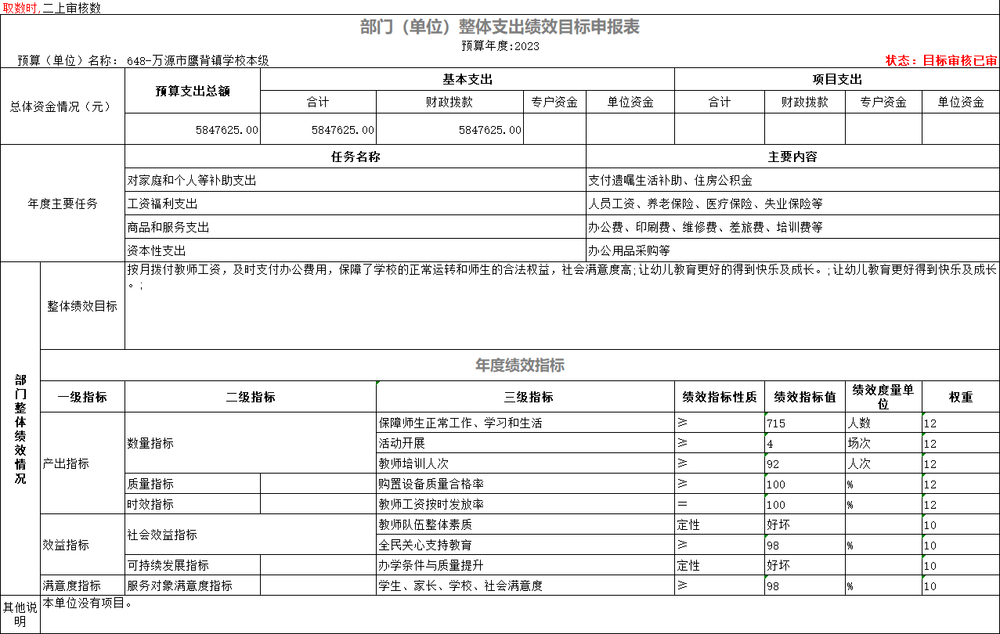 取数时,二上审核数
部门（单位）整体支出绩效目标申报表
预算年度:2023
预算（单位）名称： 648-万源市鹰背镇学校本级
状态：目标审核已审
总体资金情况（元） 预算支出总额 基本支出 项目支出
合计 财政拨款 专户资金 单位资金 合计 财政拨款 专户资金 单位资金
5847625.00 5847625.00 5847625.00
年度主要任务 任务名称 主要内容
对家庭和个人等补助支出 支付遗嘱生活补助、住房公积金
工资福利支出 人员工资、养老保险、医疗保险、失业保险等
商品和服务支出 办公费、印刷费、维修费、差旅费、培训费等
资本性支出 办公用品采购等
部门整体绩效情况
整体绩效目标
按月拨付教师工资，及时支付办公费用，保障了学校的正常运转和师生的合法权益，社会满意度高;让幼儿教育更好的得到快乐及成长。;让幼儿教育更好得到快乐及成长
。;
年度绩效指标
一级指标 二级指标 三级指标 绩效指标性质 绩效指标值 绩效度量单位 权重
产出指标 数量指标 保障师生正常工作、学习和生活 ≥ 715 人数 12
活动开展 ≥ 4 场次 12
教师培训人次 ≥ 92 人次 12
质量指标 购置设备质量合格率 ≥ 100 % 12
时效指标 教师工资按时发放率 ＝ 100 % 12
效益指标 社会效益指标 教师队伍整体素质 定性 好坏 10
全民关心支持教育 ≥ 98 % 10
可持续发展指标 办学条件与质量提升 定性 好坏 10
满意度指标 服务对象满意度指标 学生、家长、学校、社会满意度 ≥ 98 % 10
其他说明 本单位没有项目。